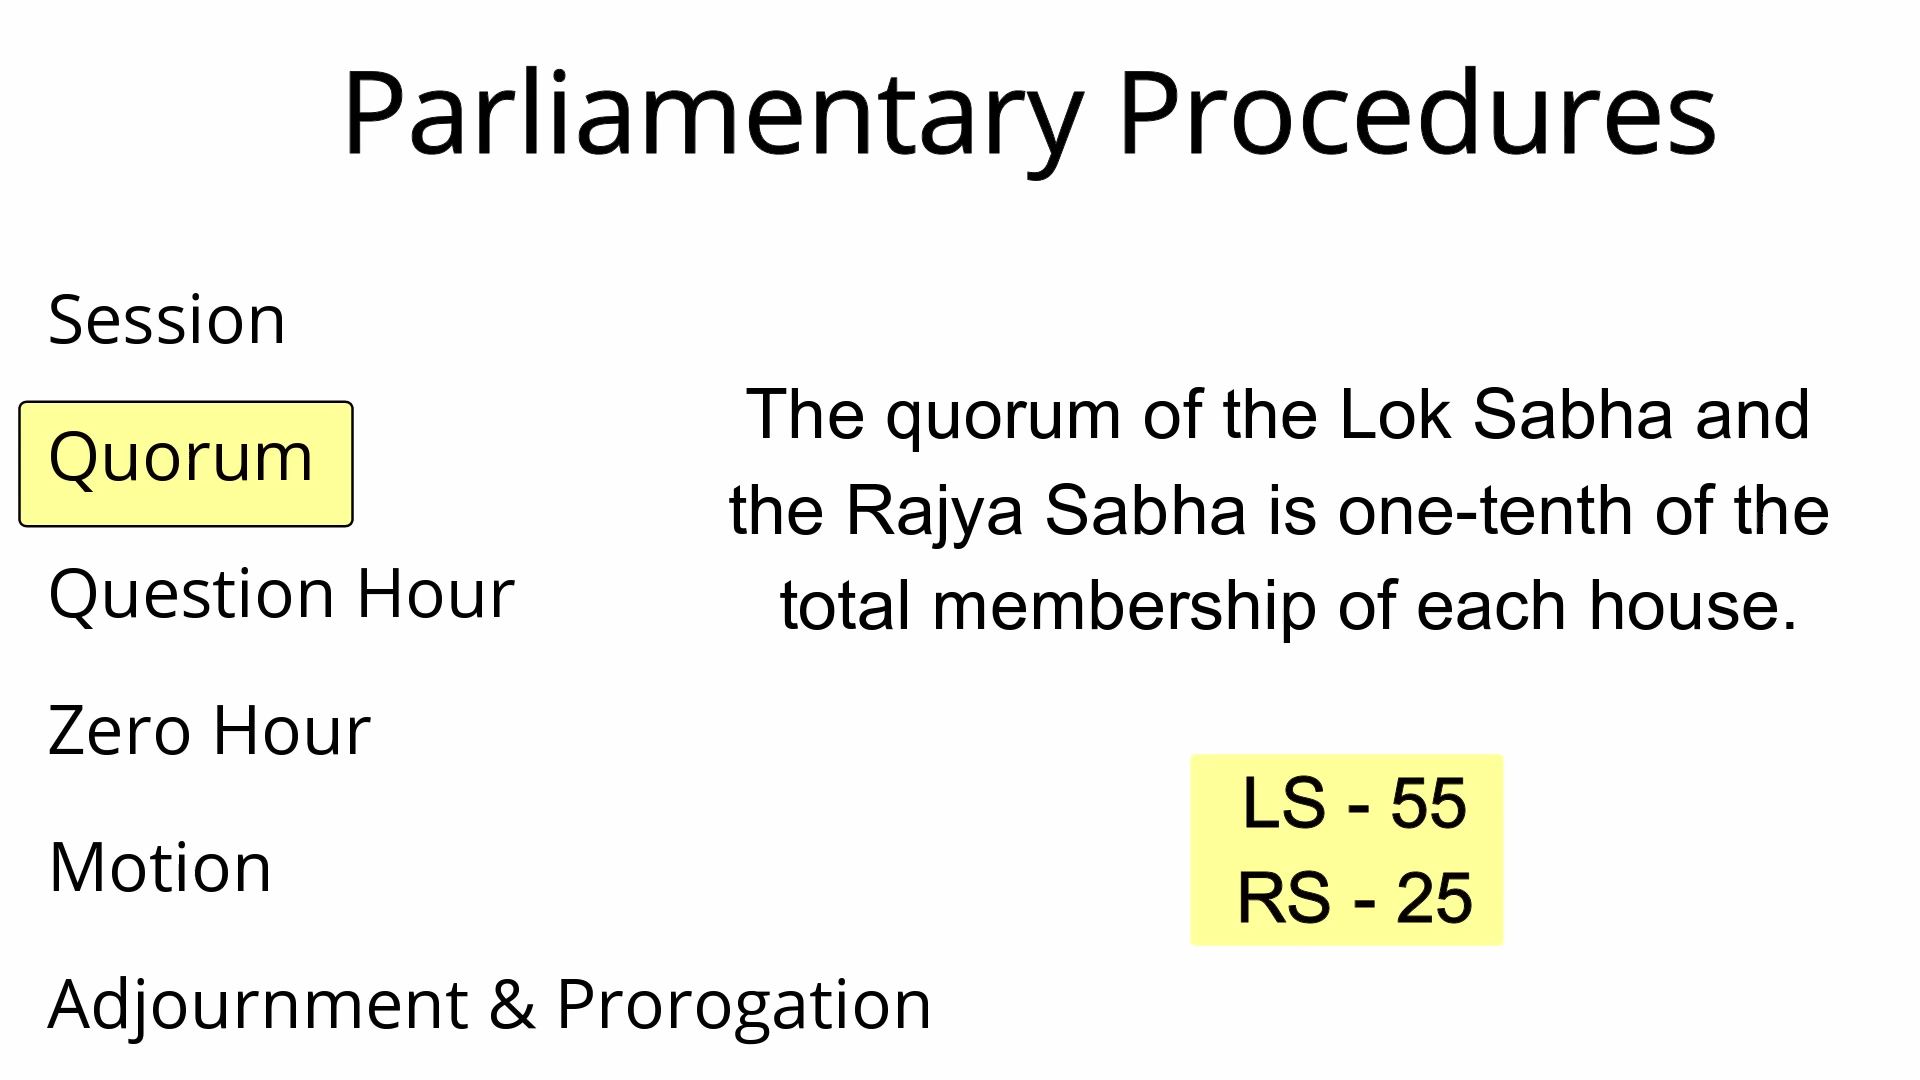 Parliamentary Procedures
Session
Quorum
Question Hour
Zero Hour
Motion
Adjournment & Prorogation
The quorum of the Lok Sabha and
the Rajya Sabha is one-tenth of the
total membership of each house.
LS - 55
RS - 25